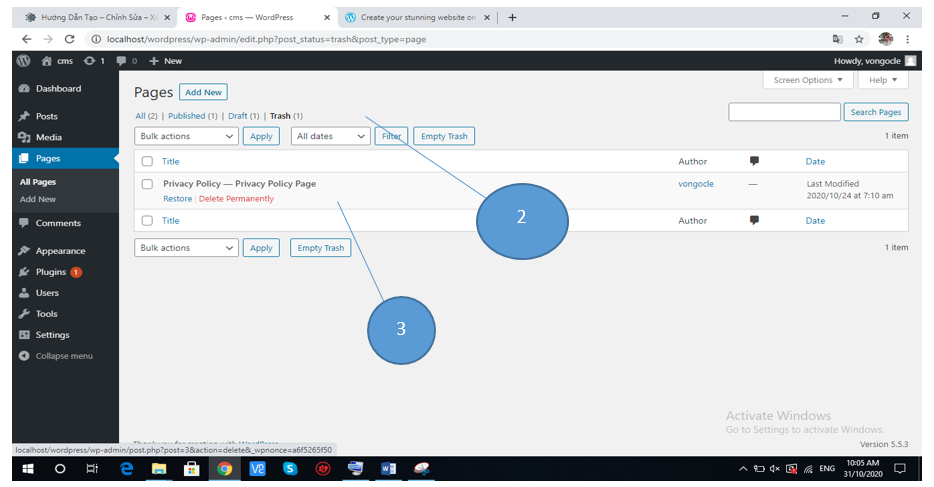 Hướng Dẫn Tạo – Chỉnh Sửa – X
Pages ‹ cms — WordPress
Create your stunning website on
localhost/wordpress/wp-admin/edit.php?post_status=trash&post_type=page
cms 1 0 + New
Howdy, vongocle
Screen Options ▼ Help ▼
Dashboard
Posts
Media
Pages
All Pages
Add New
Comments
Appearance
Plugins 1
Users
Tools
Settings
Collapse menu
Pages Add New
All (2) | Published (1) | Draft (1) | Trash (1)
Search Pages
Bulk actions Apply All dates Filter Empty Trash 1 item
Title Author Date
Privacy Policy — Privacy Policy Page vongocle — Last Modified
Restore | Delete Permanently 2020/10/24 at 7:10 am
Title Author Date
Bulk actions Apply Empty Trash 1 item
2
3
Activate Windows
Go to Settings to activate Windows.
Version 5.5.3
localhost/wordpress/wp-admin/post.php?post=3&action=delete&_wpnonce=a6f5265f50
ENG
10:05 AM
31/10/2020